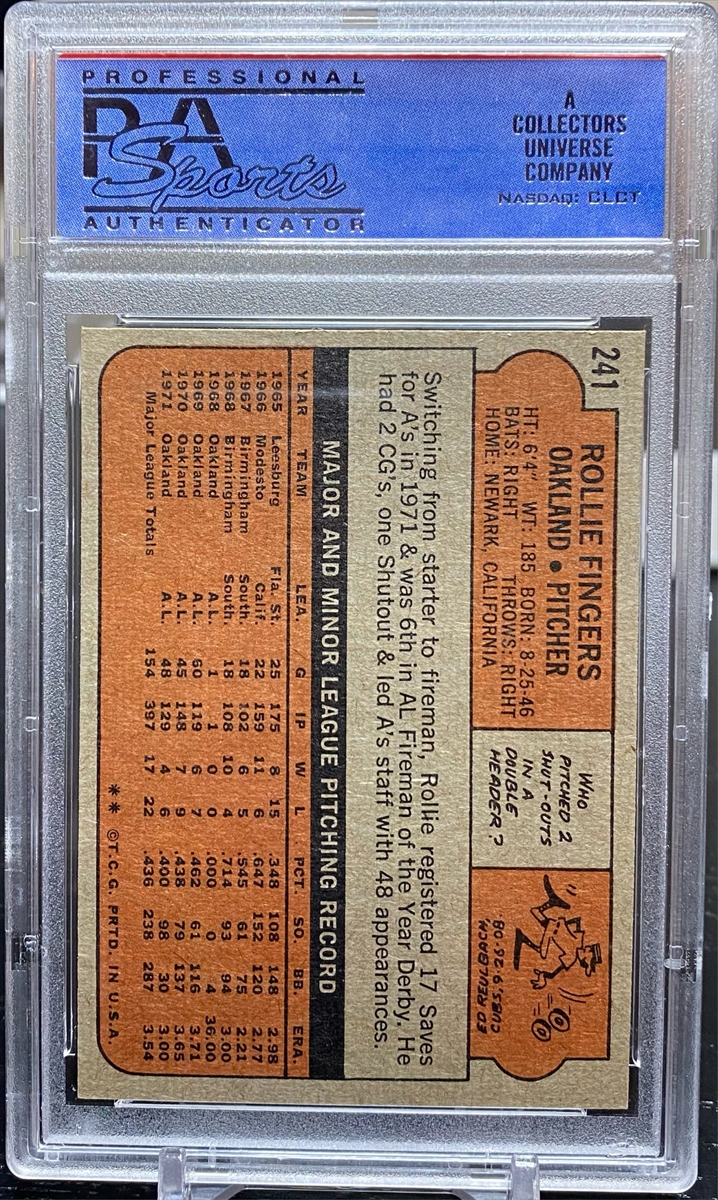 PROFESSIONAL
PSA
Sports
AUTHENTICATOR
A
COLLECTORS
UNIVERSE
COMPANY
NASDAQ: CLCT
241
ROLLIE FINGERS
OAKLAND • PITCHER
HT: 6'4" WT: 185 BORN: 8-25-46
BATS: RIGHT THROWS: RIGHT
HOME: NEWARK, CALIFORNIA
WHO
PITCHED 2
SHUT-OUTS
IN A
DOUBLE
HEADER?
ED REULBACH,
CUBS, 9-26-08
Switching from starter to fireman, Rollie registered 17 Saves
for A's in 1971 & was 6th in AL Fireman of the Year Derby. He
had 2 CG's, one Shutout & led A's staff with 48 appearances.
MAJOR AND MINOR LEAGUE PITCHING RECORD
YEAR TEAM LEA. G IP W L PCT. SO. BB. ERA.
1965 Leesburg Fla. St. 25 175 8 15 .348 108 148 2.98
1966 Modesto Calif. 22 159 11 6 .647 152 120 2.77
1967 Birmingham South. 18 102 6 5 .545 61 75 2.21
1968 Birmingham South. 18 108 10 4 .714 93 94 3.00
1968 Oakland A.L. 1 1 0 0 .000 0 4 36.00
1969 Oakland A.L. 60 119 6 7 .462 61 116 3.71
1970 Oakland A.L. 45 148 7 9 .438 79 137 3.65
1971 Oakland A.L. 48 129 4 6 .400 98 30 3.00
Major League Totals 154 397 17 22 .436 238 287 3.54
** ©T.C.G. PRTD. IN U.S.A.